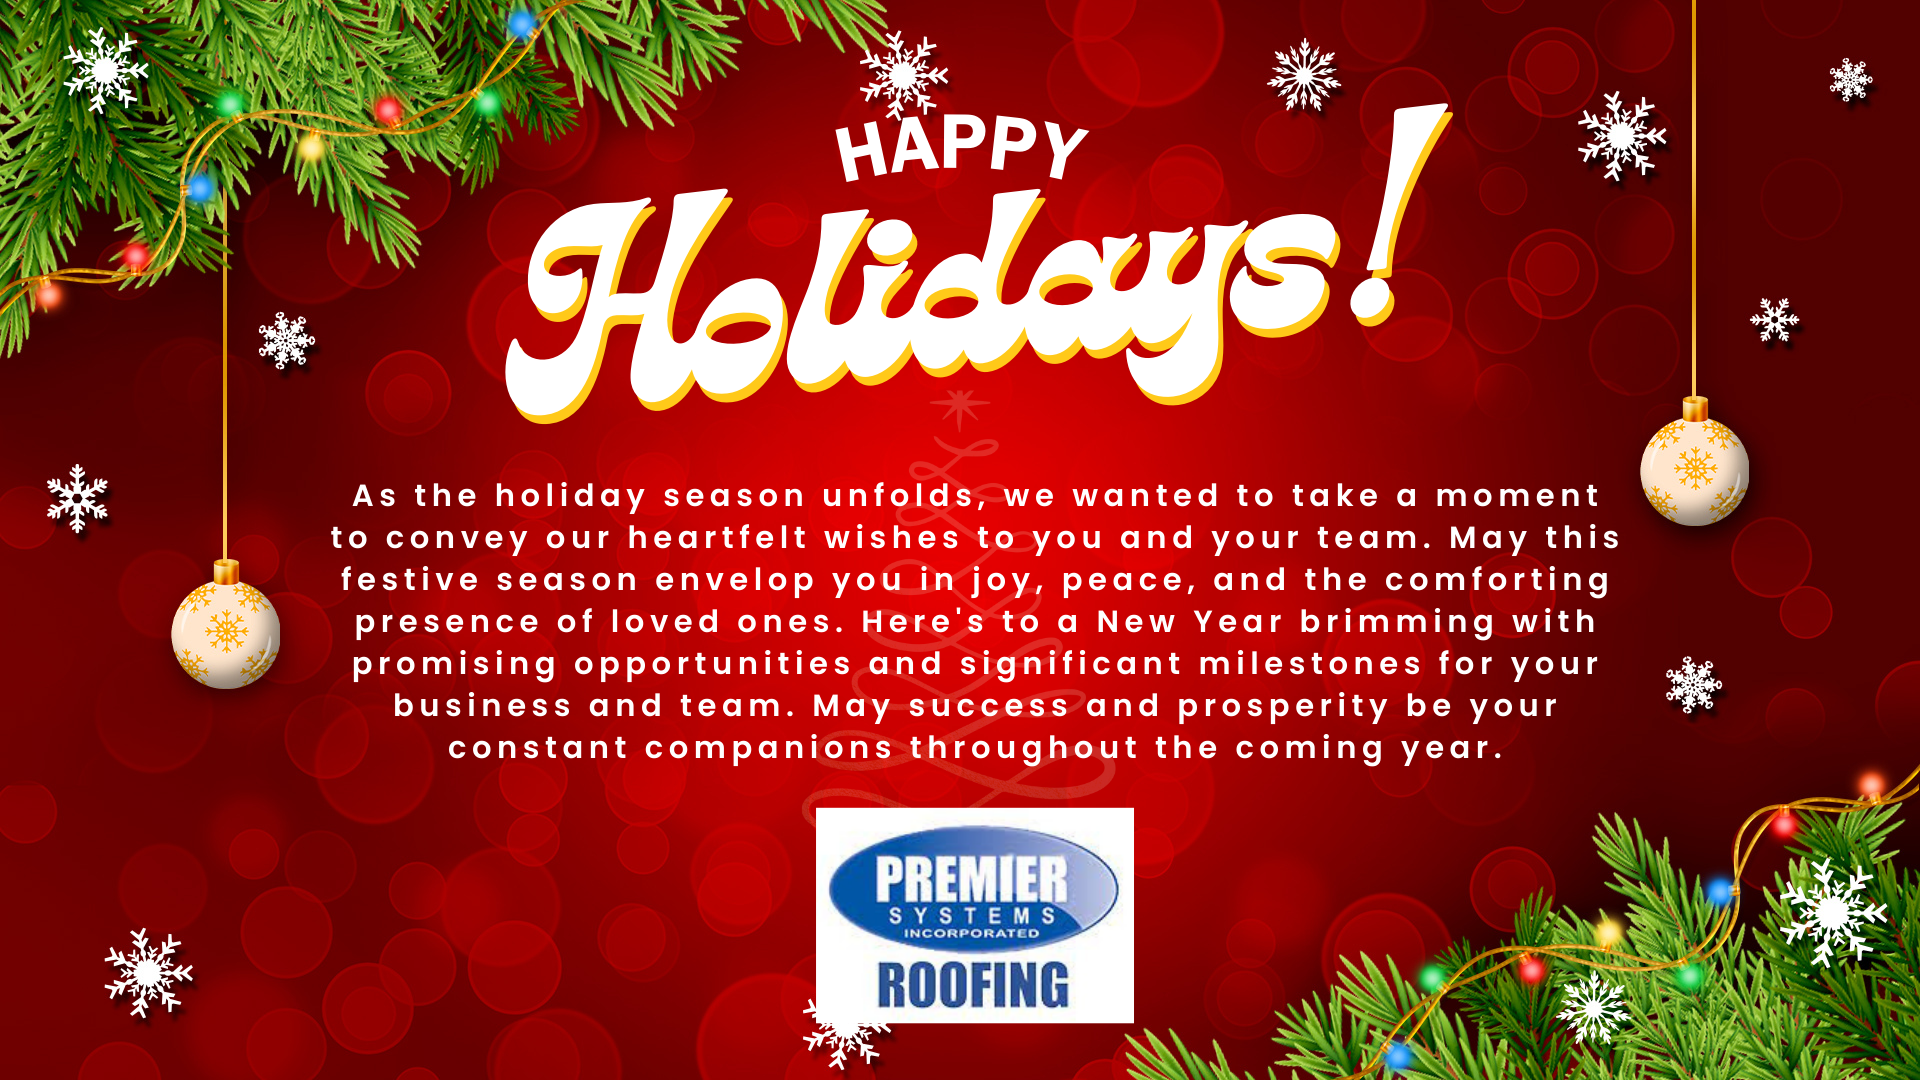 HAPPY
Holidays!
As the holiday season unfolds, we wanted to take a moment
to convey our heartfelt wishes to you and your team. May this
festive season envelop you in joy, peace, and the comforting
presence of loved ones. Here's to a New Year brimming with
promising opportunities and significant milestones for your
business and team. May success and prosperity be your
constant companions throughout the coming year.
PREMIER
SYSTEMS
INCORPORATED
ROOFING